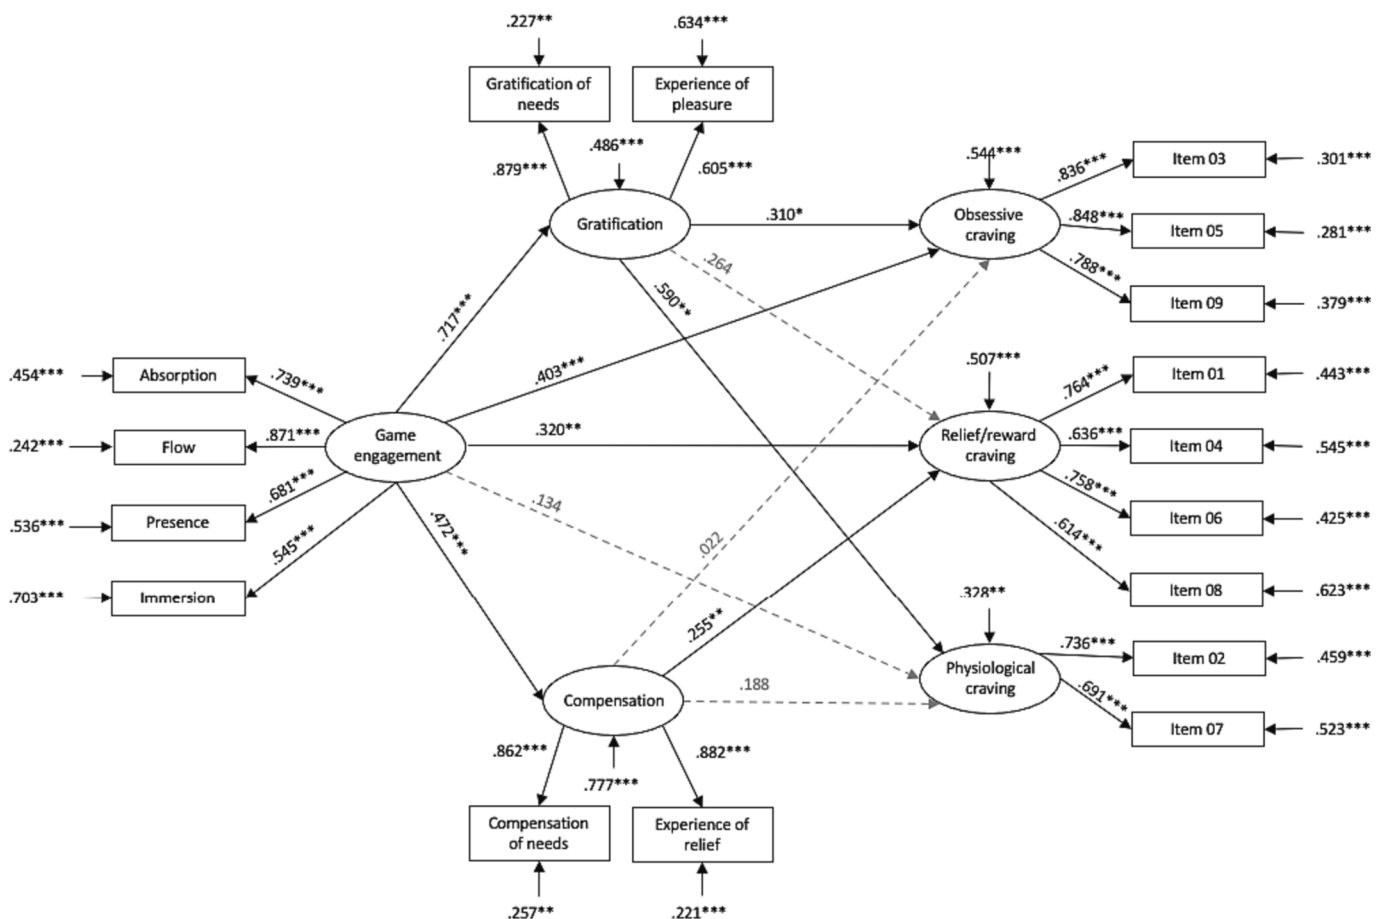 .227**
.634***
Gratification of
needs
Experience of
pleasure
.879***
.486***
.605***
Gratification
.717***
.310*
.264
.590**
.544***
Obsessive
craving
.836***
.848***
.788***
Item 03
Item 05
Item 09
.301***
.281***
.379***
.454***
.242***
.536***
.703***
Absorption
Flow
Presence
Immersion
.739***
.871***
.681***
.545***
Game
engagement
.403***
.320**
.134
.472***
.022
.255**
.188
.507***
Relief/reward
craving
.764***
.636***
.758***
.614***
Item 01
Item 04
Item 06
Item 08
.443***
.545***
.425***
.623***
.328**
Physiological
craving
.736***
.691***
Item 02
Item 07
.459***
.523***
Compensation
.862***
.777***
.882***
Compensation
of needs
Experience of
relief
.257**
.221***